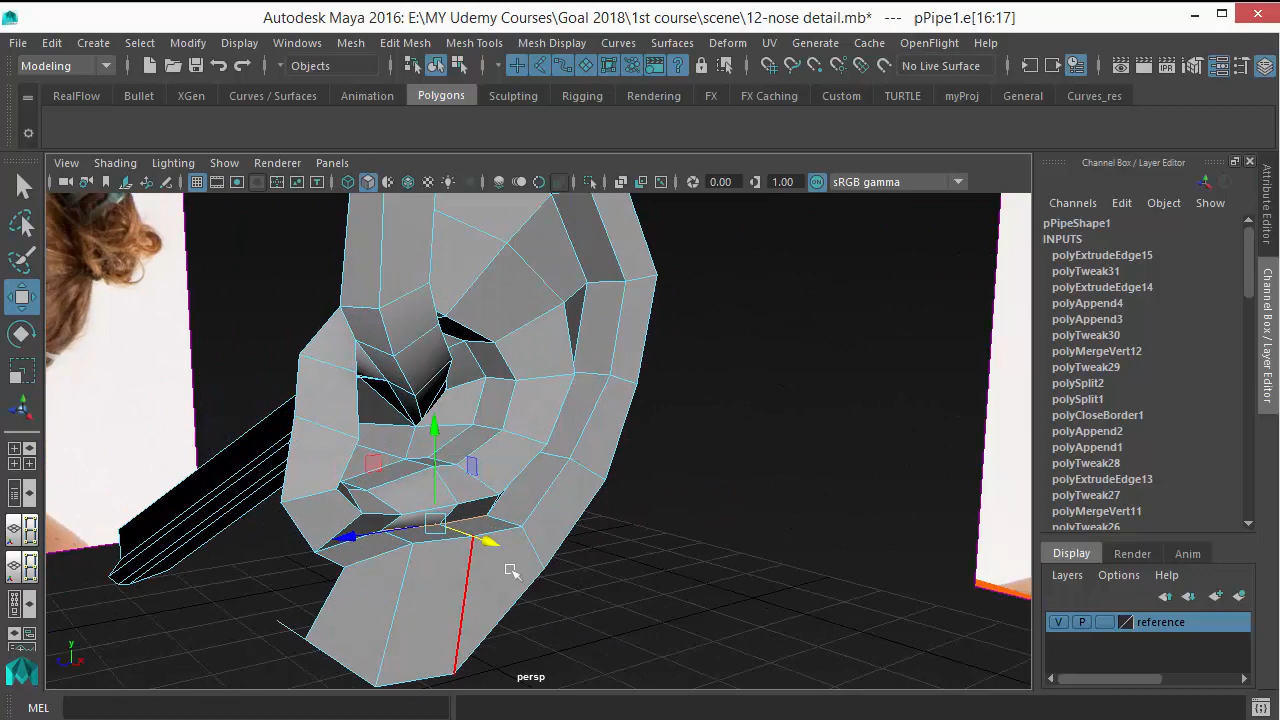 Autodesk Maya 2016: E:\MY Udemy Courses\Goal 2018\1st course\scene\12-nose detail.mb* --- pPipe1.e[16:17]
File Edit Create Select Modify Display Windows Mesh Edit Mesh Mesh Tools Mesh Display Curves Surfaces Deform UV Generate Cache OpenFlight Help
Modeling Objects No Live Surface
RealFlow Bullet XGen Curves / Surfaces Animation Polygons Sculpting Rigging Rendering FX FX Caching Custom TURTLE myProj General Curves_res
View Shading Lighting Show Renderer Panels
0.00 1.00 sRGB gamma
Channel Box / Layer Editor
Channels Edit Object Show
pPipeShape1
INPUTS
polyExtrudeEdge15
polyTweak31
polyExtrudeEdge14
polyAppend4
polyAppend3
polyTweak30
polyMergeVert12
polyTweak29
polySplit2
polySplit1
polyCloseBorder1
polyAppend2
polyAppend1
polyTweak28
polyExtrudeEdge13
polyTweak27
polyMergeVert11
polyTweak26
Attribute Editor
Channel Box / Layer Editor
Display Render Anim
Layers Options Help
V P reference
y
persp
MEL